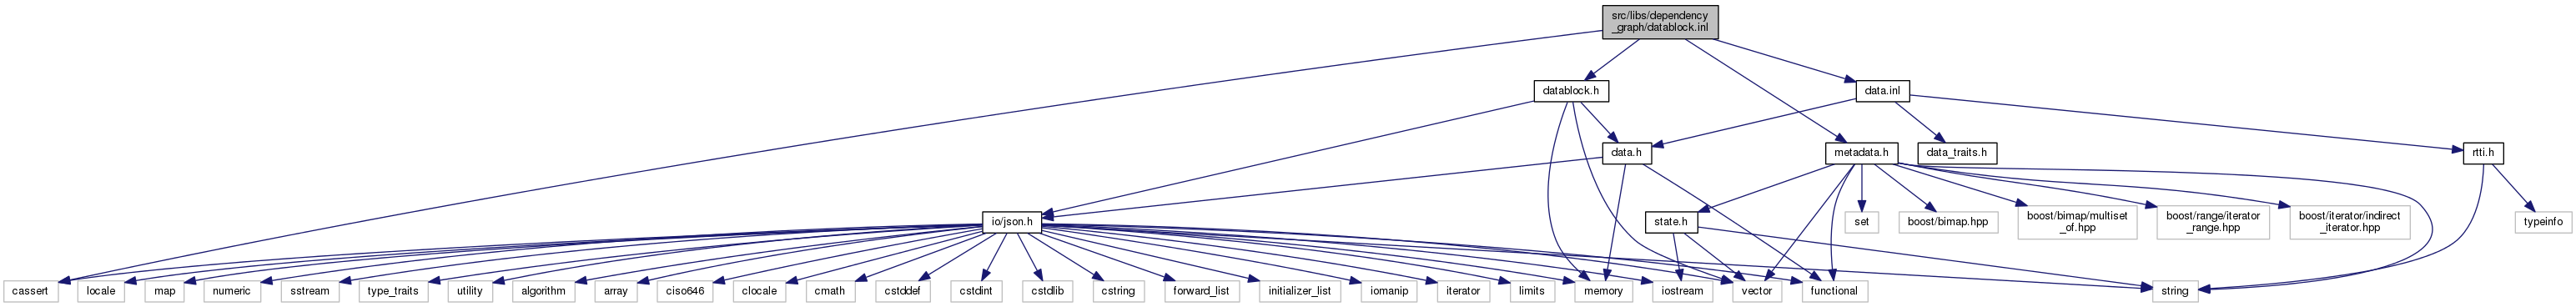 src/libs/dependency
_graph/datablock.inl
datablock.h
data.inl
data.h
metadata.h
data_traits.h
rtti.h
io/json.h
state.h
set
boost/bimap.hpp
boost/bimap/multiset
_of.hpp
boost/range/iterator
_range.hpp
boost/iterator/indirect
_iterator.hpp
typeinfo
cassert
locale
map
numeric
sstream
type_traits
utility
algorithm
array
ciso646
clocale
cmath
cstddef
cstdint
cstdlib
cstring
forward_list
initializer_list
iomanip
iterator
limits
memory
iostream
vector
functional
string